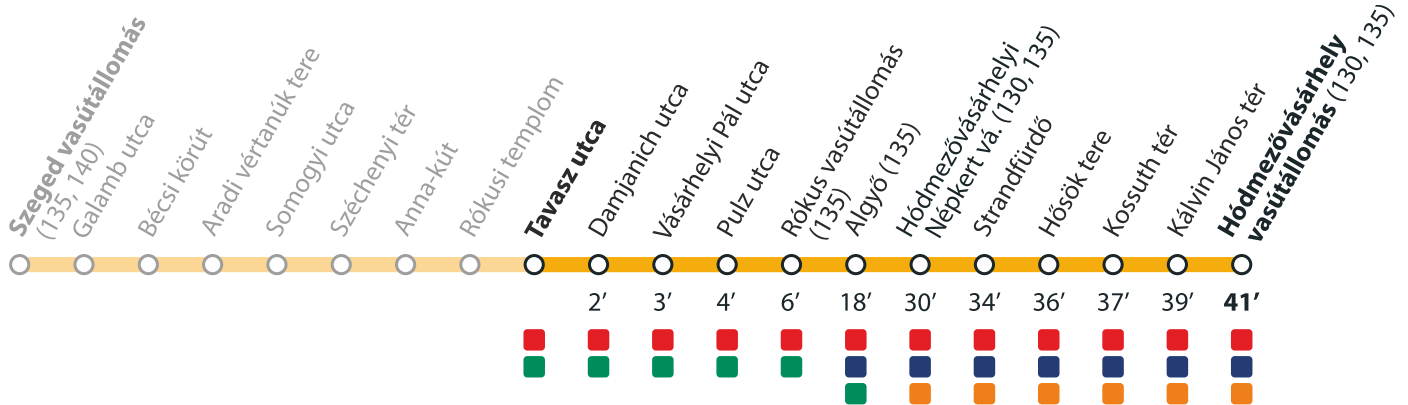 Szeged vasútállomás
(135, 140)
Galamb utca
Bécsi körút
Aradi vértanúk tere
Somogyi utca
Széchenyi tér
Anna-kút
Rókusi templom
Tavasz utca
Damjanich utca
Vásárhelyi Pál utca
Pulz utca
Rókus vasútállomás
(135)
Algyő (135)
Hódmezővásárhelyi
Népkert vá. (130, 135)
Strandfürdő
Hősök tere
Kossuth tér
Kálvin János tér
Hódmezővásárhely
vasútállomás (130, 135)
2’ 3’ 4’ 6’ 18’ 30’ 34’ 36’ 37’ 39’ 41’